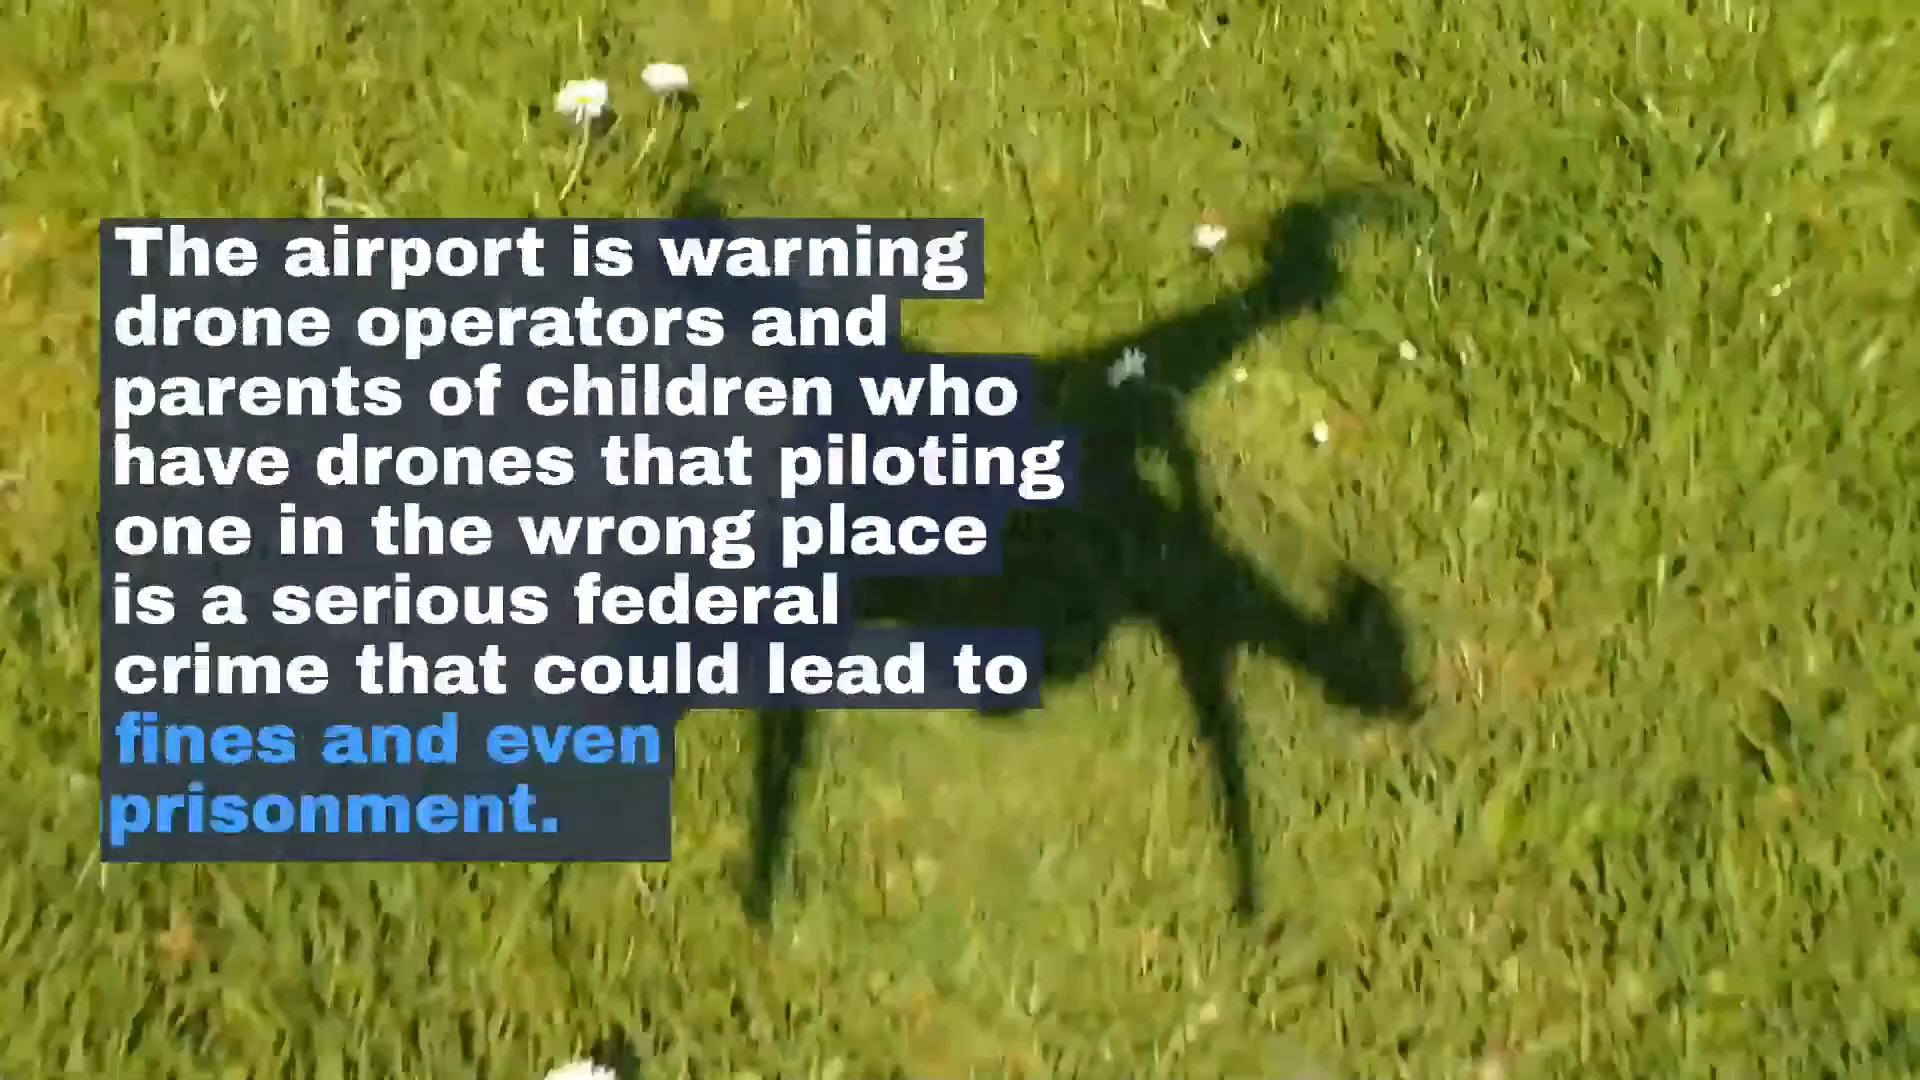 The airport is warning
drone operators and
parents of children who
have drones that piloting
one in the wrong place
is a serious federal
crime that could lead to
fines and even
prisonment.